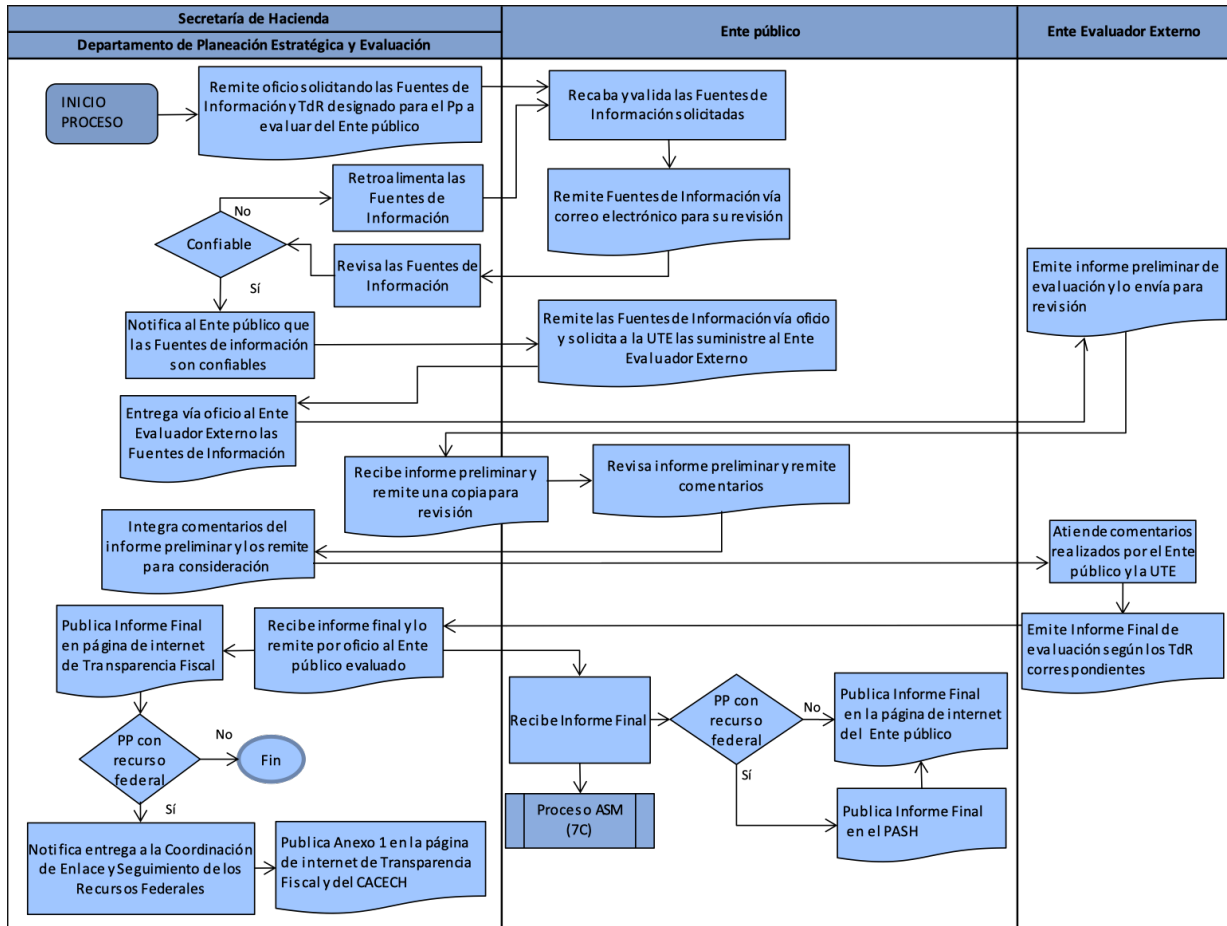 Secretaría de Hacienda
Departamento de Planeación Estratégica y Evaluación
Ente público
Ente Evaluador Externo
INICIO
PROCESO
Remite oficio solicitando las Fuentes de
Información y TdR designado para el Pp a
evaluar del Ente público
Recaba y valida las Fuentes de
Información solicitadas
Retroalimenta las
Fuentes de
Información
Remite Fuentes de Información vía
correo electrónico para su revisión
No
Confiable
Sí
Revisa las Fuentes de
Información
Emite informe preliminar de
evaluación y lo envía para
revisión
Notifica al Ente público que
las Fuentes de información
son confiables
Remite las Fuentes de Información vía oficio
y solicita a la UTE las suministre al Ente
Evaluador Externo
Entrega vía oficio al Ente
Evaluador Externo las
Fuentes de Información
Recibe informe preliminar y
remite una copia para
revisión
Revisa informe preliminar y remite
comentarios
Integra comentarios del
informe preliminar y los remite
para consideración
Atiende comentarios
realizados por el Ente
público y la UTE
Publica Informe Final
en página de internet
de Transparencia Fiscal
Recibe informe final y lo
remite por oficio al Ente
público evaluado
Emite Informe Final de
evaluación según los TdR
correspondientes
Recibe Informe Final
PP con
recurso
federal
No
Sí
Publica Informe Final
en la página de internet
del Ente público
PP con
recurso
federal
No
Fin
Sí
Proceso ASM
(7C)
Publica Informe Final
en el PASH
Notifica entrega a la Coordinación
de Enlace y Seguimiento de los
Recursos Federales
Publica Anexo 1 en la página
de internet de Transparencia
Fiscal y del CACECH